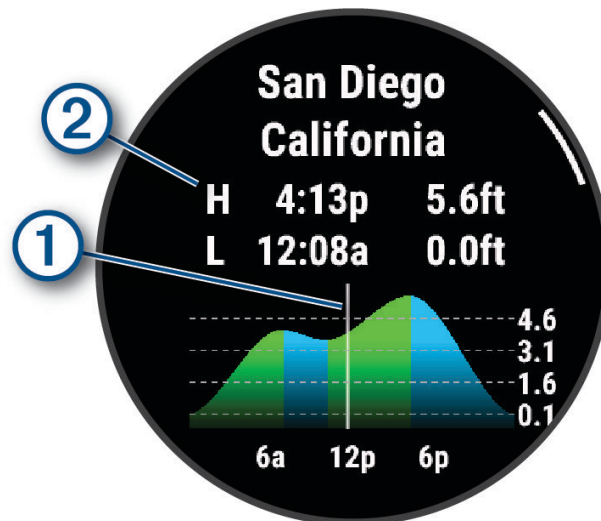 San Diego
California
2
H 4:13p 5.6ft
1
L 12:08a 0.0ft
4.6
3.1
1.6
0.1
6a 12p 6p